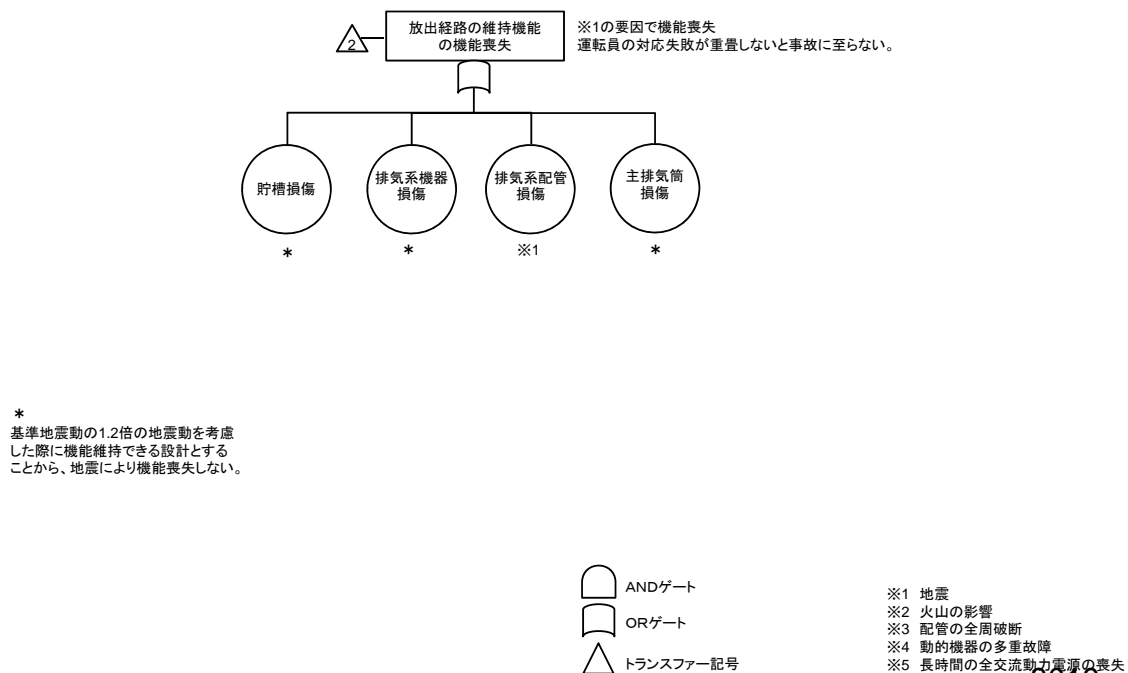 放出経路の維持機能
の機能喪失
2
※1の要因で機能喪失
運転員の対応失敗が重畳しないと事故に至らない。
貯槽損傷
排気系機器
損傷
排気系配管
損傷
主排気筒
損傷
*
*
※1
*
*
基準地震動の1.2倍の地震動を考慮
した際に機能維持できる設計とする
ことから、地震により機能喪失しない。
ANDゲート
ORゲート
トランスファー記号
※1 地震
※2 火山の影響
※3 配管の全周破断
※4 動的機器の多重故障
※5 長時間の全交流動力電源の喪失